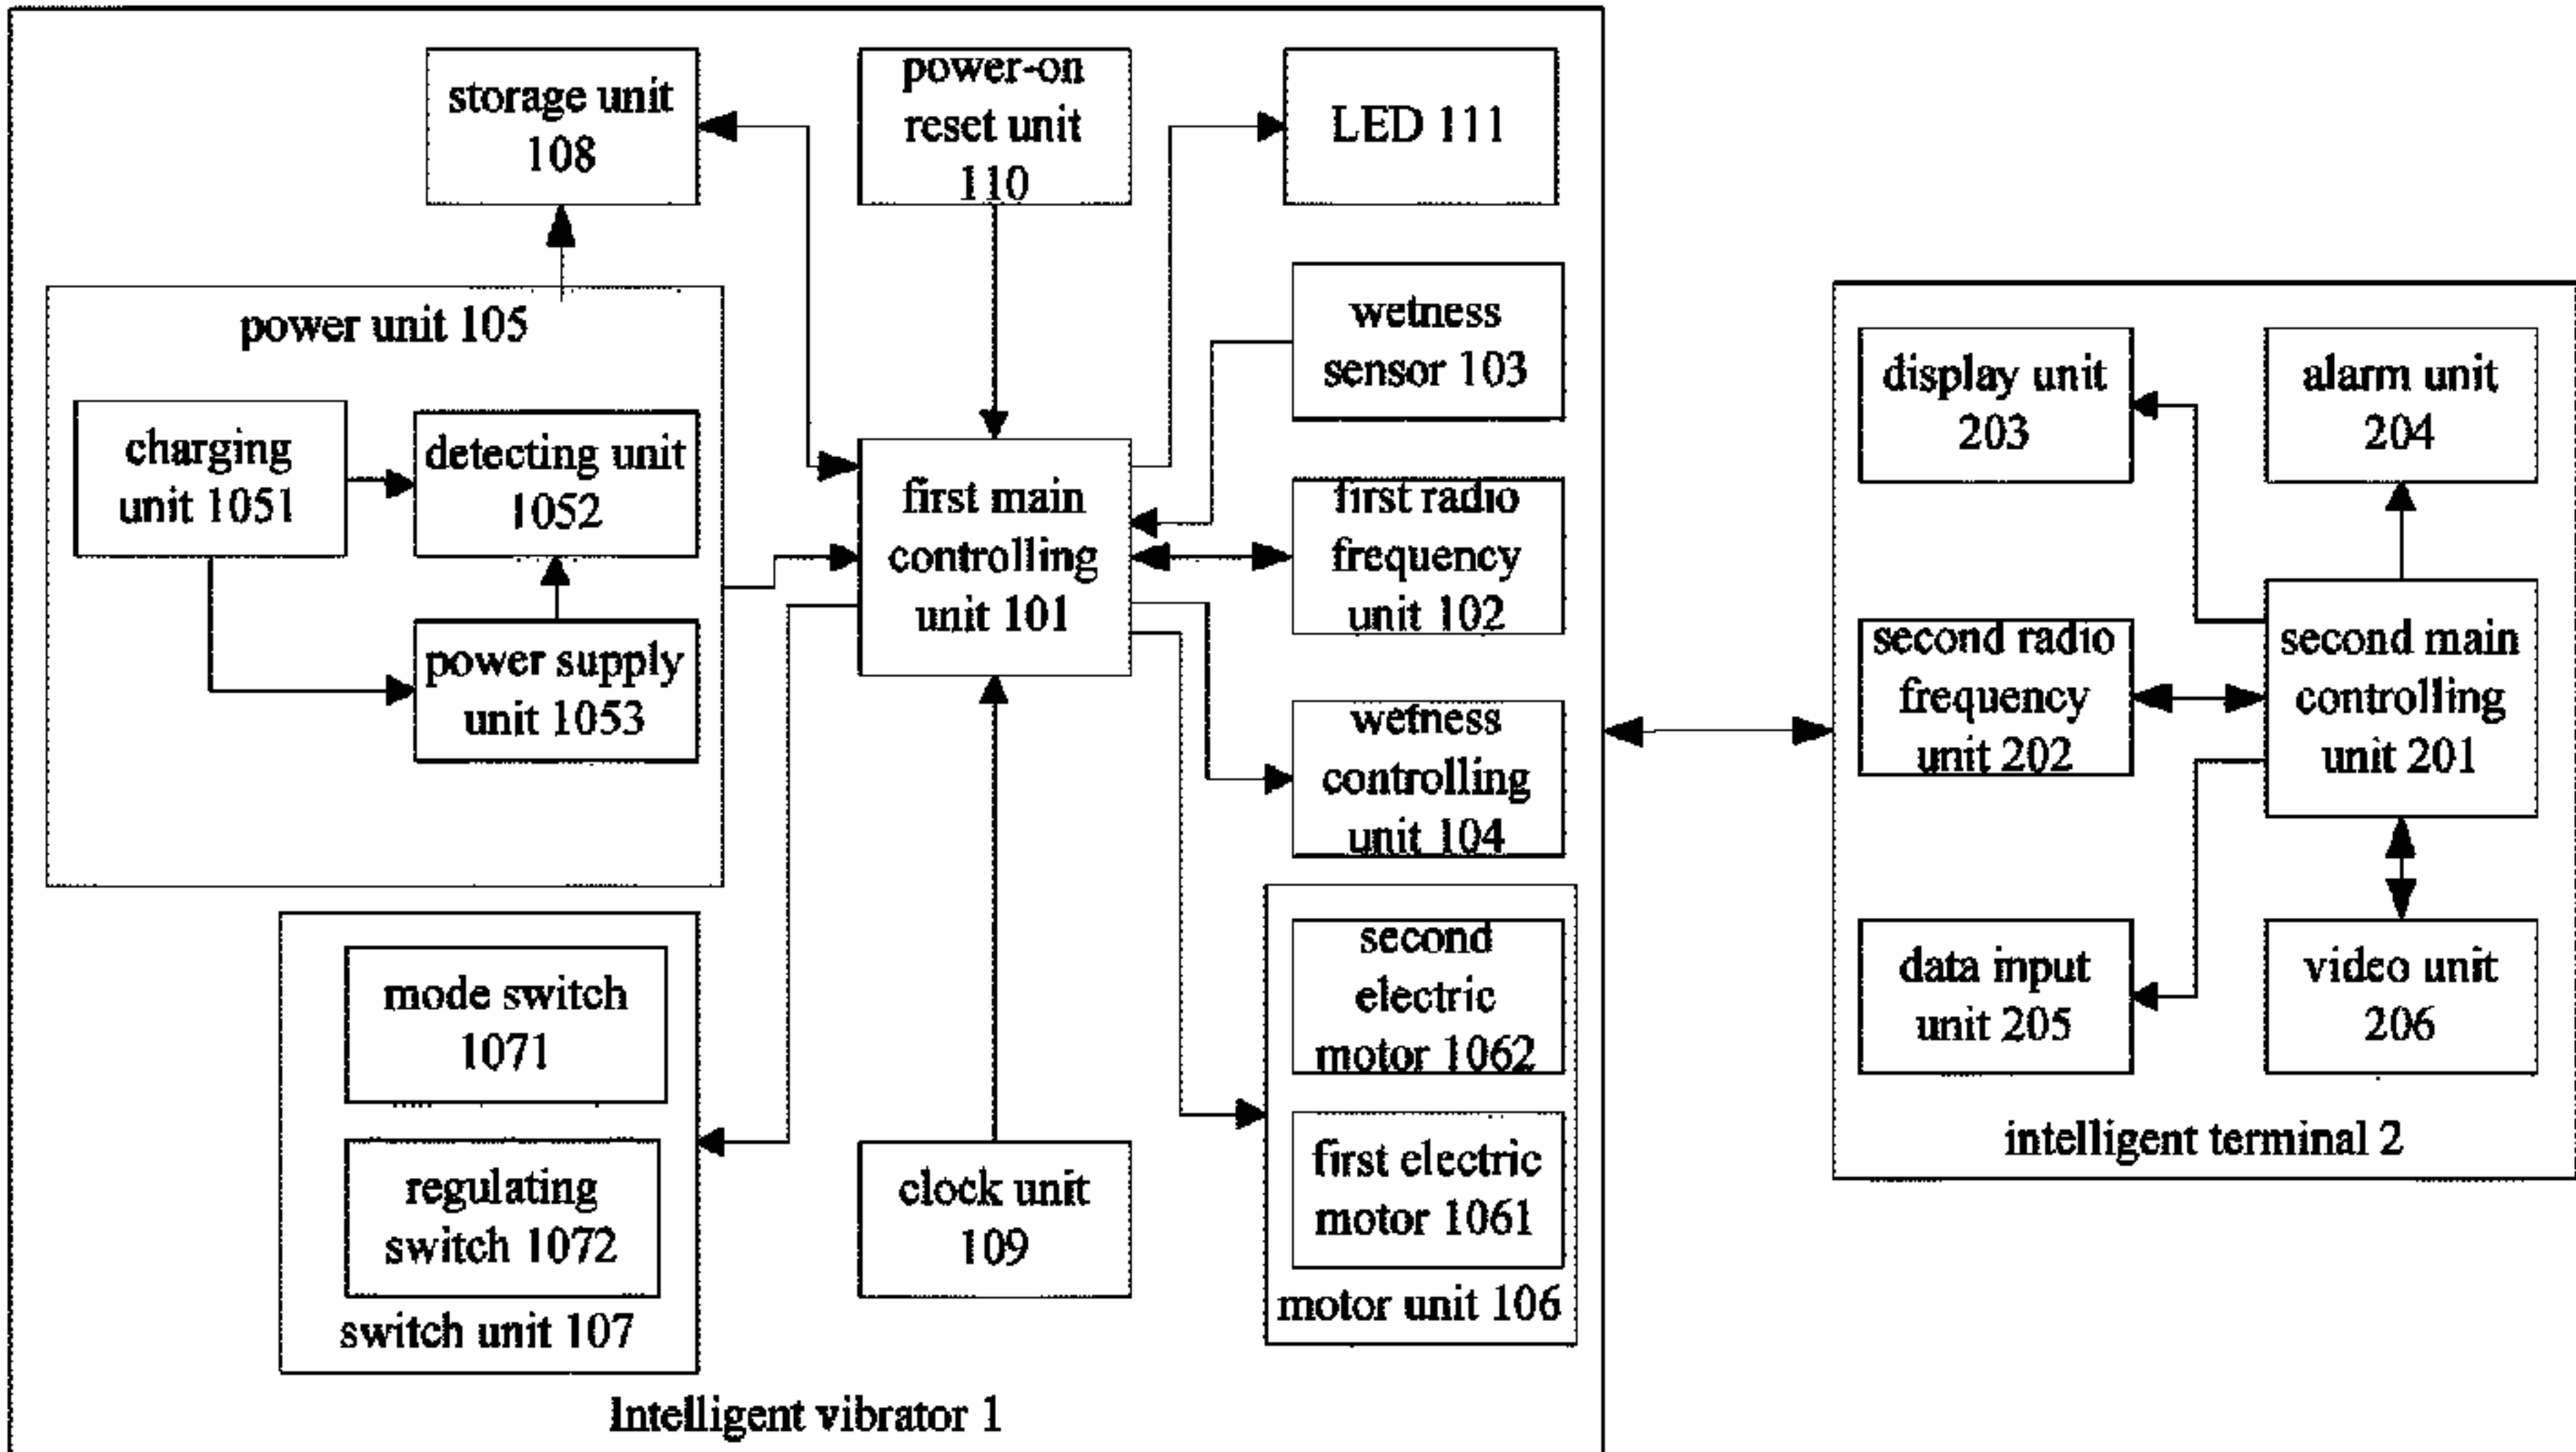 storage unit
108
power-on
reset unit
110
LED 111
power unit 105
charging
unit 1051
detecting unit
1052
power supply
unit 1053
first main
controlling
unit 101
wetness
sensor 103
first radio
frequency
unit 102
wetness
controlling
unit 104
mode switch
1071
regulating
switch 1072
switch unit 107
clock unit
109
second
electric
motor 1062
first electric
motor 1061
motor unit 106
Intelligent vibrator 1
display unit
203
alarm unit
204
second radio
frequency
unit 202
second main
controlling
unit 201
data input
unit 205
video unit
206
intelligent terminal 2